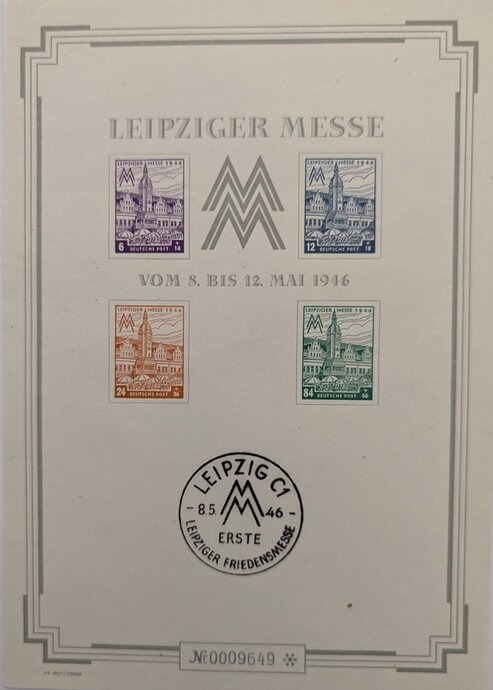 LEIPZIGER MESSE
LEIPZIGER MESSE 1946
6 + 14
DEUTSCHE POST
LEIPZIGER MESSE 1946
12 + 18
DEUTSCHE POST
VOM 8. BIS 12. MAI 1946
LEIPZIGER MESSE 1946
24 + 26
DEUTSCHE POST
LEIPZIGER MESSE 1946
84 + 66
DEUTSCHE POST
LEIPZIG C1
- 8.5. 46 -
ERSTE
LEIPZIGER FRIEDENSMESSE
№0009649 ✻
M 301/1999